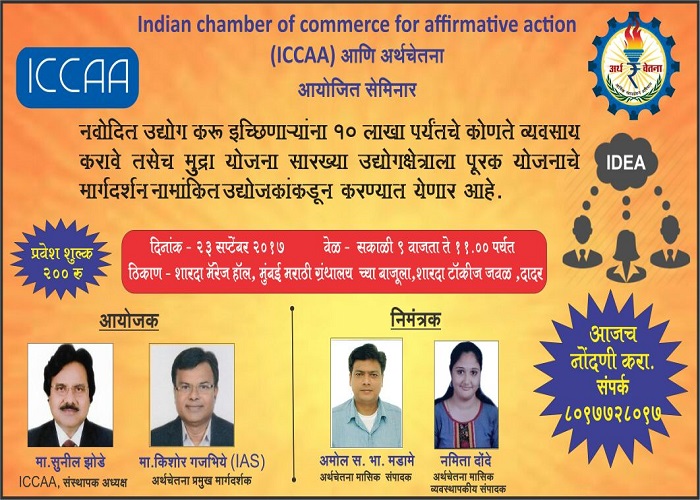 Indian chamber of commerce for affirmative action
(ICCAA) आणि अर्थचेतना
आयोजित सेमिनार
ICCAA
अर्थ चेतना
नवोदित उद्योग करू इच्छिणाऱ्यांना १० लाखा पर्यंतचे कोणते व्यवसाय
करावे तसेच मुद्रा योजना सारख्या उद्योगक्षेत्राला पूरक योजनाचे
मार्गदर्शन नामांकित उद्योजकांकडून करण्यात येणार आहे.
IDEA
प्रवेश शुल्क
२०० रु
दिनांक - २३ सप्टेंबर २०१७ वेळ - सकाळी ९ वाजता ते ११.०० पर्यत
ठिकाण - शारदा मॅरेज हॉल, मुंबई मराठी ग्रंथालय च्या बाजूला,शारदा टॉकीज जवळ ,दादर
आयोजक
निमंत्रक
मा.सुनील झोडे
ICCAA, संस्थापक अध्यक्ष
मा.किशोर गजभिये (IAS)
अर्थचेतना प्रमुख मार्गदर्शक
अमोल स. भा. मडामे
अर्थचेतना मासिक संपादक
नमिता दोंदे
अर्थचेतना मासिक
व्यवस्थापकीय संपादक
आजच
नोंदणी करा.
संपर्क
८०९७७२८०९७